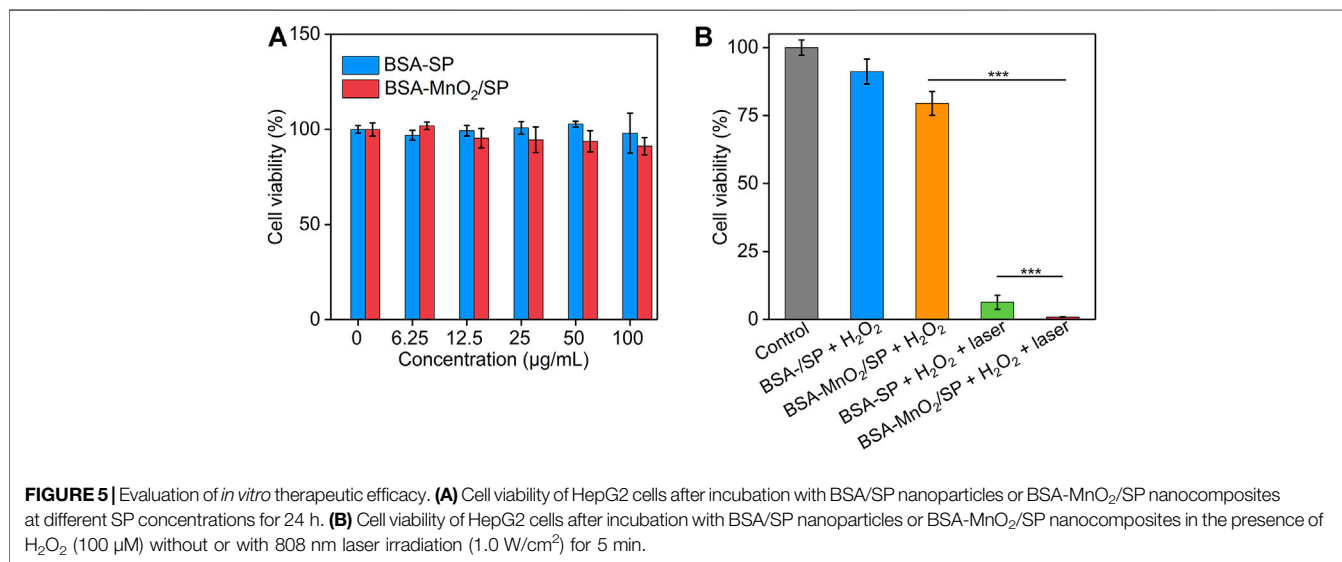 A
150
100
50
0
Cell viability (%)
BSA-SP
BSA-MnO₂/SP
0 6.25 12.5 25 50 100
Concentration (µg/mL)
B
100
75
50
25
0
Cell viability (%)
***
***
Control
BSA-/SP + H₂O₂
BSA-MnO₂/SP + H₂O₂
BSA-SP + H₂O₂ + laser
BSA-MnO₂/SP + H₂O₂ + laser
FIGURE 5 | Evaluation of in vitro therapeutic efficacy. (A) Cell viability of HepG2 cells after incubation with BSA/SP nanoparticles or BSA-MnO₂/SP nanocomposites
at different SP concentrations for 24 h. (B) Cell viability of HepG2 cells after incubation with BSA/SP nanoparticles or BSA-MnO₂/SP nanocomposites in the presence of
H₂O₂ (100 µM) without or with 808 nm laser irradiation (1.0 W/cm²) for 5 min.